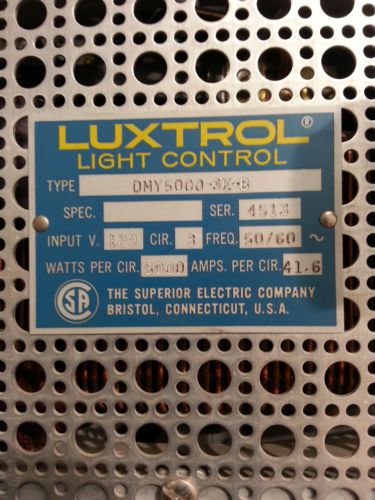 LUXTROL®
LIGHT CONTROL
TYPE DMY5000-3E-B
SPEC. SER. 4513
INPUT V. 120 CIR. 3 FREQ. 50/60 ~
WATTS PER CIR. 5000 AMPS. PER CIR. 41.6
SA THE SUPERIOR ELECTRIC COMPANY
BRISTOL, CONNECTICUT, U.S.A.